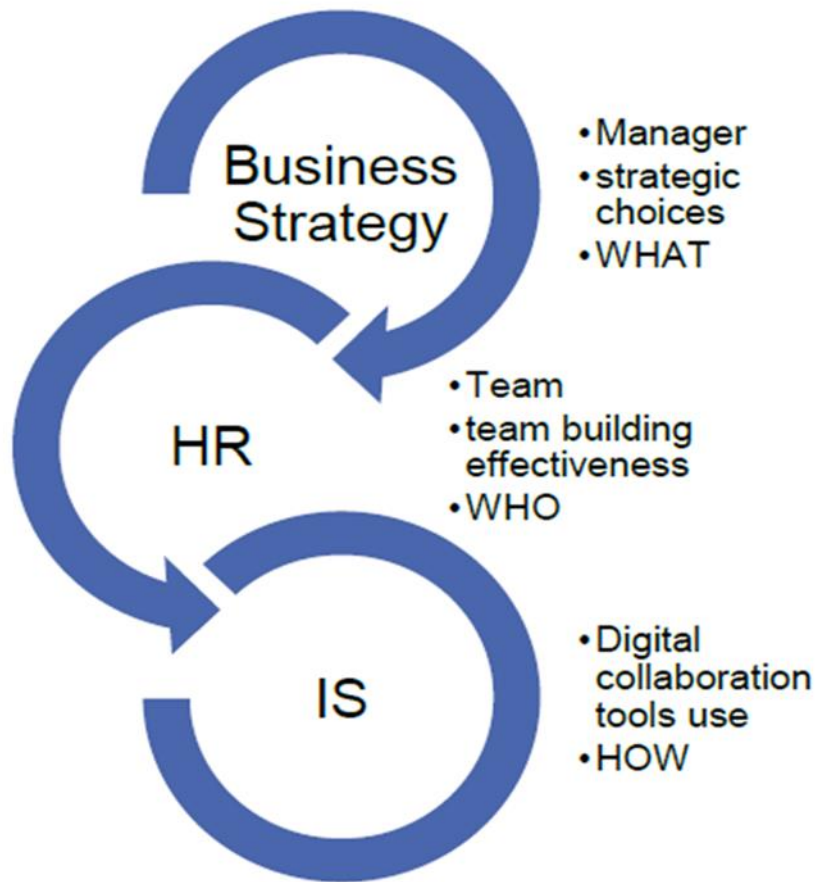 Business
Strategy
•Manager
•strategic
choices
•WHAT
HR
•Team
•team building
effectiveness
•WHO
IS
•Digital
collaboration
tools use
•HOW